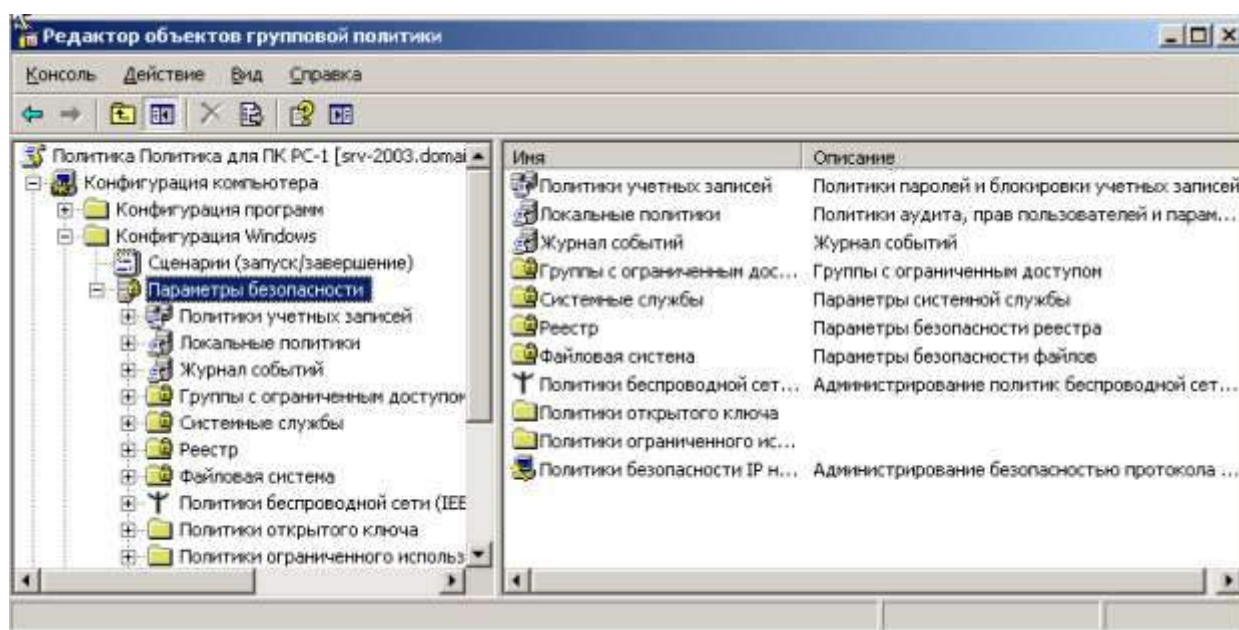 Редактор объектов групповой политики
Консоль Действие Вид Справка
Политика Политика для ПК PC-1 [srv-2003.domai
Конфигурация компьютера
Конфигурация программ
Конфигурация Windows
Сценарии (запуск/завершение)
Параметры безопасности
Политики учетных записей
Локальные политики
Журнал событий
Группы с ограниченным доступом
Системные службы
Реестр
Файловая система
Политики беспроводной сети (IEE
Политики открытого ключа
Политики ограниченного использ
Имя Описание
Политики учетных записей Политики паролей и блокировки учетных записей
Локальные политики Политики аудита, прав пользователей и парам...
Журнал событий Журнал событий
Группы с ограниченным дос... Группы с ограниченным доступом
Системные службы Параметры системной службы
Реестр Параметры безопасности реестра
Файловая система Параметры безопасности файлов
Политики беспроводной сет... Администрирование политик беспроводной сет...
Политики открытого ключа
Политики ограниченного ис...
Политики безопасности IP н... Администрирование безопасностью протокола ...